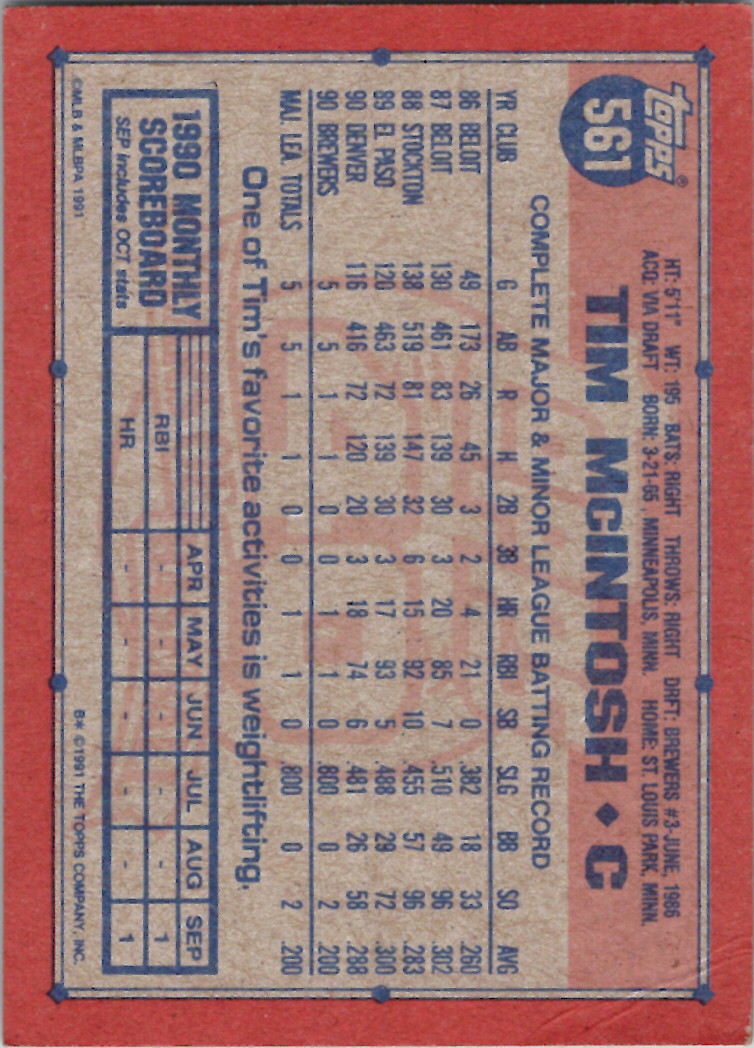 topps®
561
HT: 5'11" WT: 195 BATS: RIGHT THROWS: RIGHT DRFT: BREWERS #3-JUNE, 1986
ACQ: VIA DRAFT BORN: 3-21-65, MINNEAPOLIS, MINN. HOME: ST. LOUIS PARK, MINN.
TIM McINTOSH ♦ C
COMPLETE MAJOR & MINOR LEAGUE BATTING RECORD
YR CLUB G AB R H 2B 3B HR RBI SB SLG BB SO AVG
86 BELOIT 49 173 26 45 3 2 4 21 0 .382 18 33 .260
87 BELOIT 130 461 83 139 30 3 20 85 7 .510 49 96 .302
88 STOCKTON 138 519 81 147 32 6 15 92 10 .455 57 96 .283
89 EL PASO 120 463 72 139 30 3 17 93 5 .488 29 72 .300
90 DENVER 116 416 72 120 20 3 18 74 6 .481 26 58 .288
90 BREWERS 5 5 1 1 0 0 1 1 0 .800 0 2 .200
MAJ. LEA. TOTALS 5 5 1 1 0 0 1 1 0 .800 0 2 .200
One of Tim's favorite activities is weightlifting.
1990 MONTHLY
SCOREBOARD
SEP includes OCT stats
APR MAY JUN JUL AUG SEP
RBI - - - - - 1
HR - - - - - 1
©MLB & MLBPA 1991
B* ©1991 THE TOPPS COMPANY, INC.